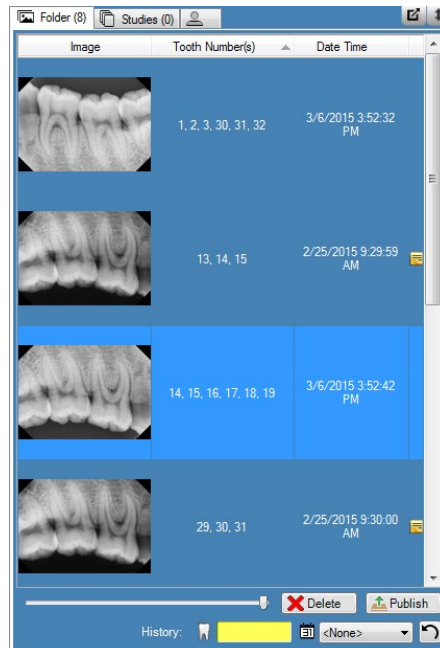 Folder (8) Studies (0)
Image Tooth Number(s) Date Time
1, 2, 3, 30, 31, 32 3/6/2015 3:52:32
PM
13, 14, 15 2/25/2015 9:29:59
AM
14, 15, 16, 17, 18, 19 3/6/2015 3:52:42
PM
29, 30, 31 2/25/2015 9:30:00
AM
Delete Publish
History: <None>